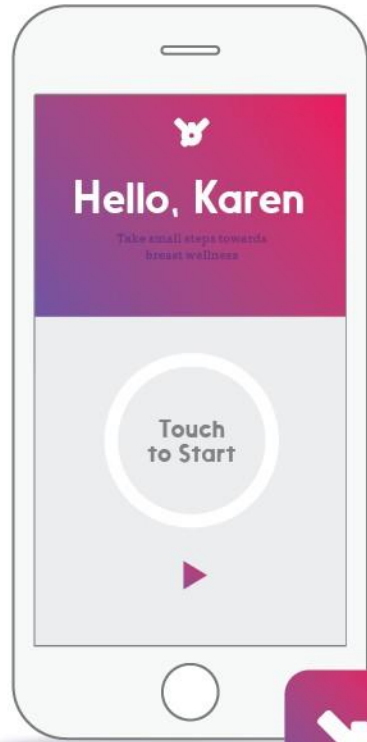 Hello, Karen
Take small steps towards
breast wellness
Touch
to Start